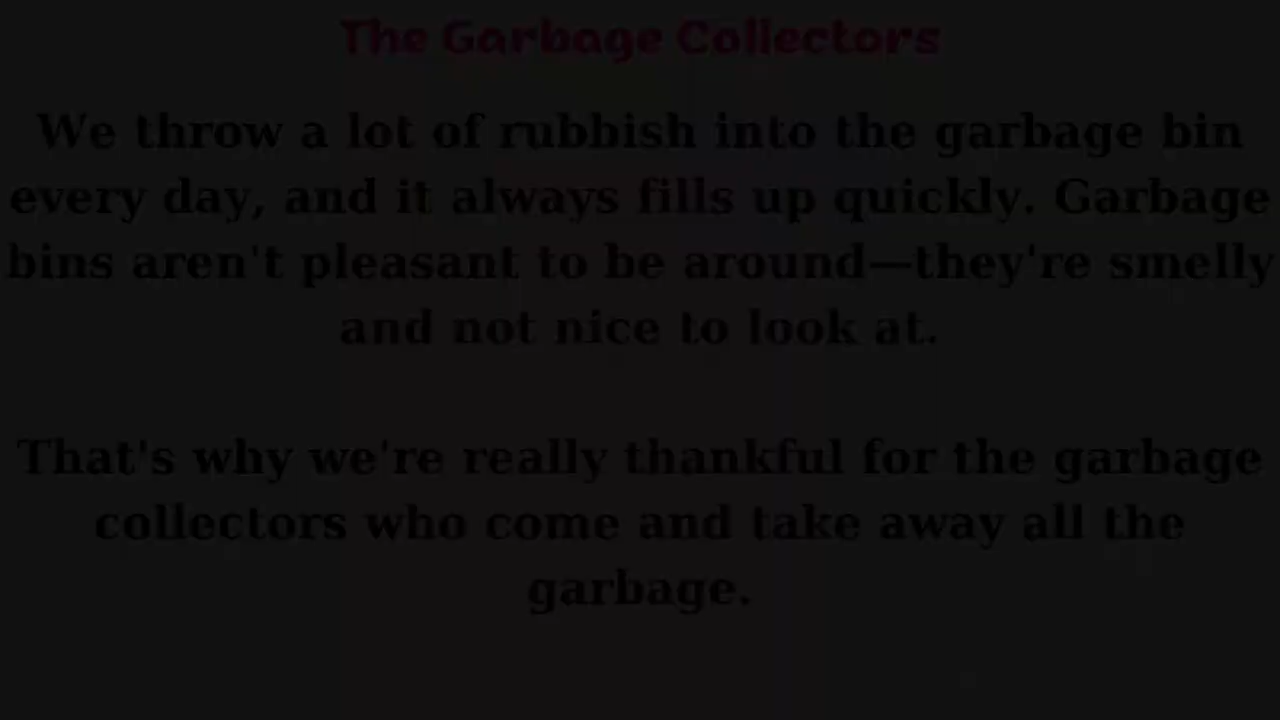 The Garbage Collectors
We throw a lot of rubbish into the garbage bin
every day, and it always fills up quickly. Garbage
bins aren't pleasant to be around—they're smelly
and not nice to look at.
That's why we're really thankful for the garbage
collectors who come and take away all the
garbage.